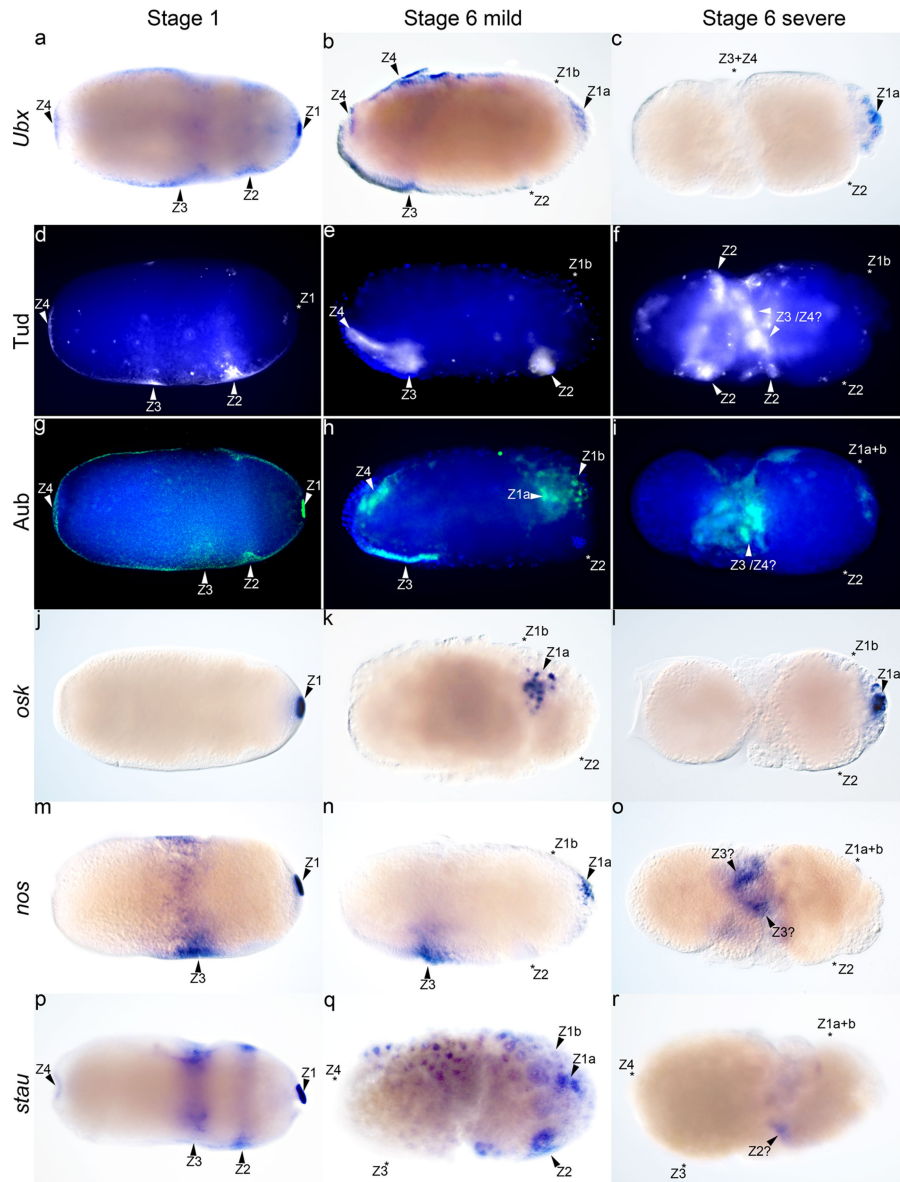 Stage 1 Stage 6 mild Stage 6 severe
Ubx
a Z4 Z1 Z3 Z2
b Z4 Z1b Z4 Z1a Z3 *Z2
c Z3+Z4 * Z1a *Z2
Tud
d Z4 Z1 * Z3 Z2
e Z1b * Z4 Z3 Z2
f Z2 Z1b * Z3 /Z4? Z2 Z2 *Z2
Aub
g Z4 Z1 Z3 Z2
h Z4 Z1b Z1a Z3 *Z2
i Z1a+b * Z3 /Z4? *Z2
osk
j Z1
k *Z1b Z1a *Z2
l Z1b * Z1a *Z2
nos
m Z1 Z3
n Z1b * Z1a Z3 Z2 *
o Z3? Z1a+b * Z3? *Z2
stau
p Z4 Z1 Z3 Z2
q Z1b Z4 * Z1a Z3* Z2
r Z1a+b * Z4 * Z2? Z3*